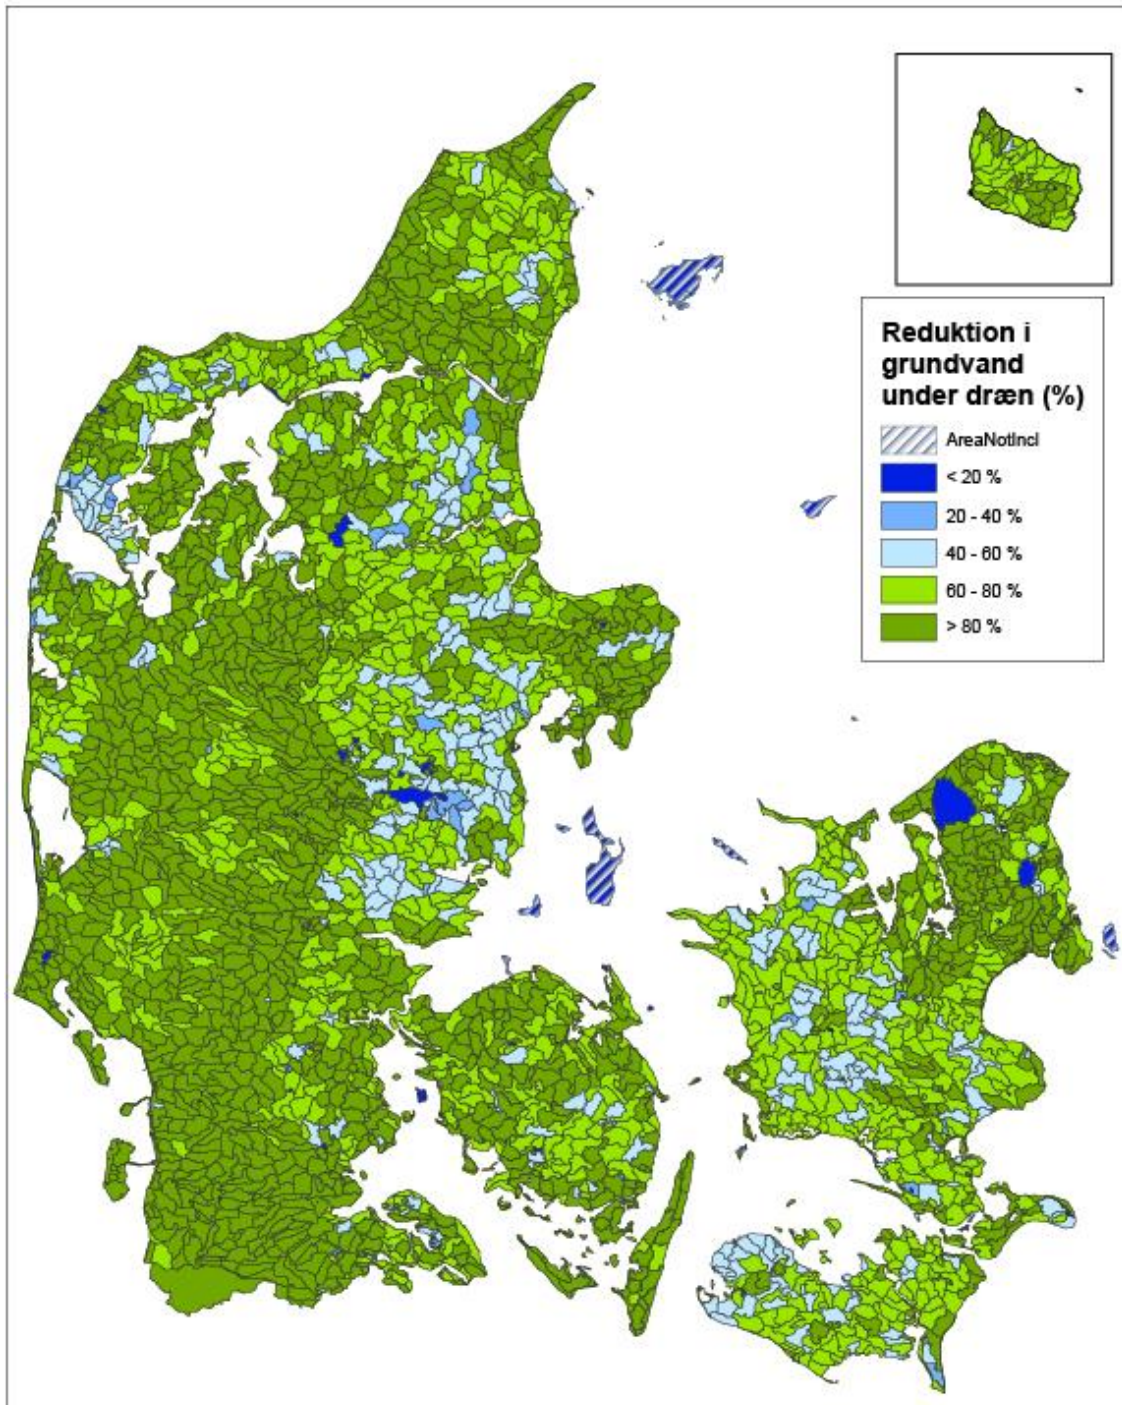 Reduktion i
grundvand
under dræn (%)
AreaNotIncl
< 20 %
20 - 40 %
40 - 60 %
60 - 80 %
> 80 %